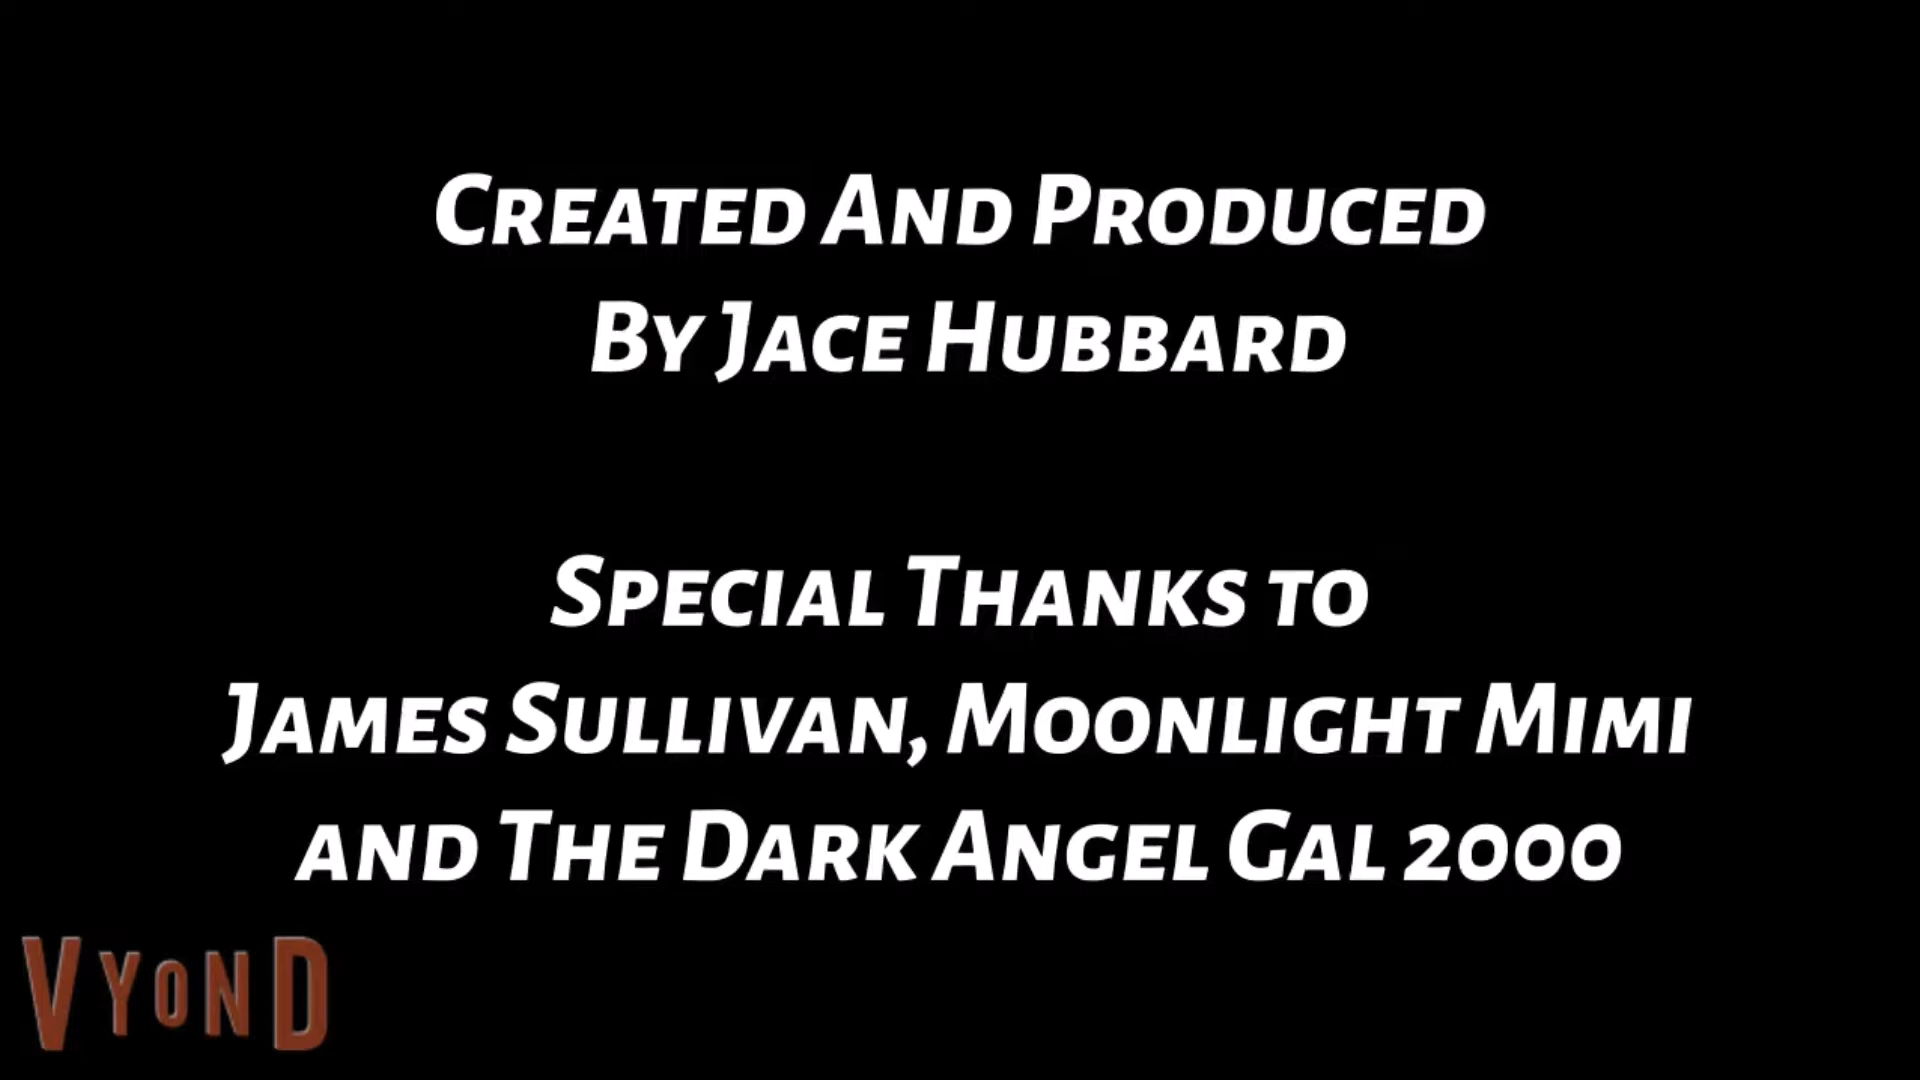 Created And Produced
By Jace Hubbard
Special Thanks to
James Sullivan, Moonlight Mimi
and The Dark Angel Gal 2000
VYOND